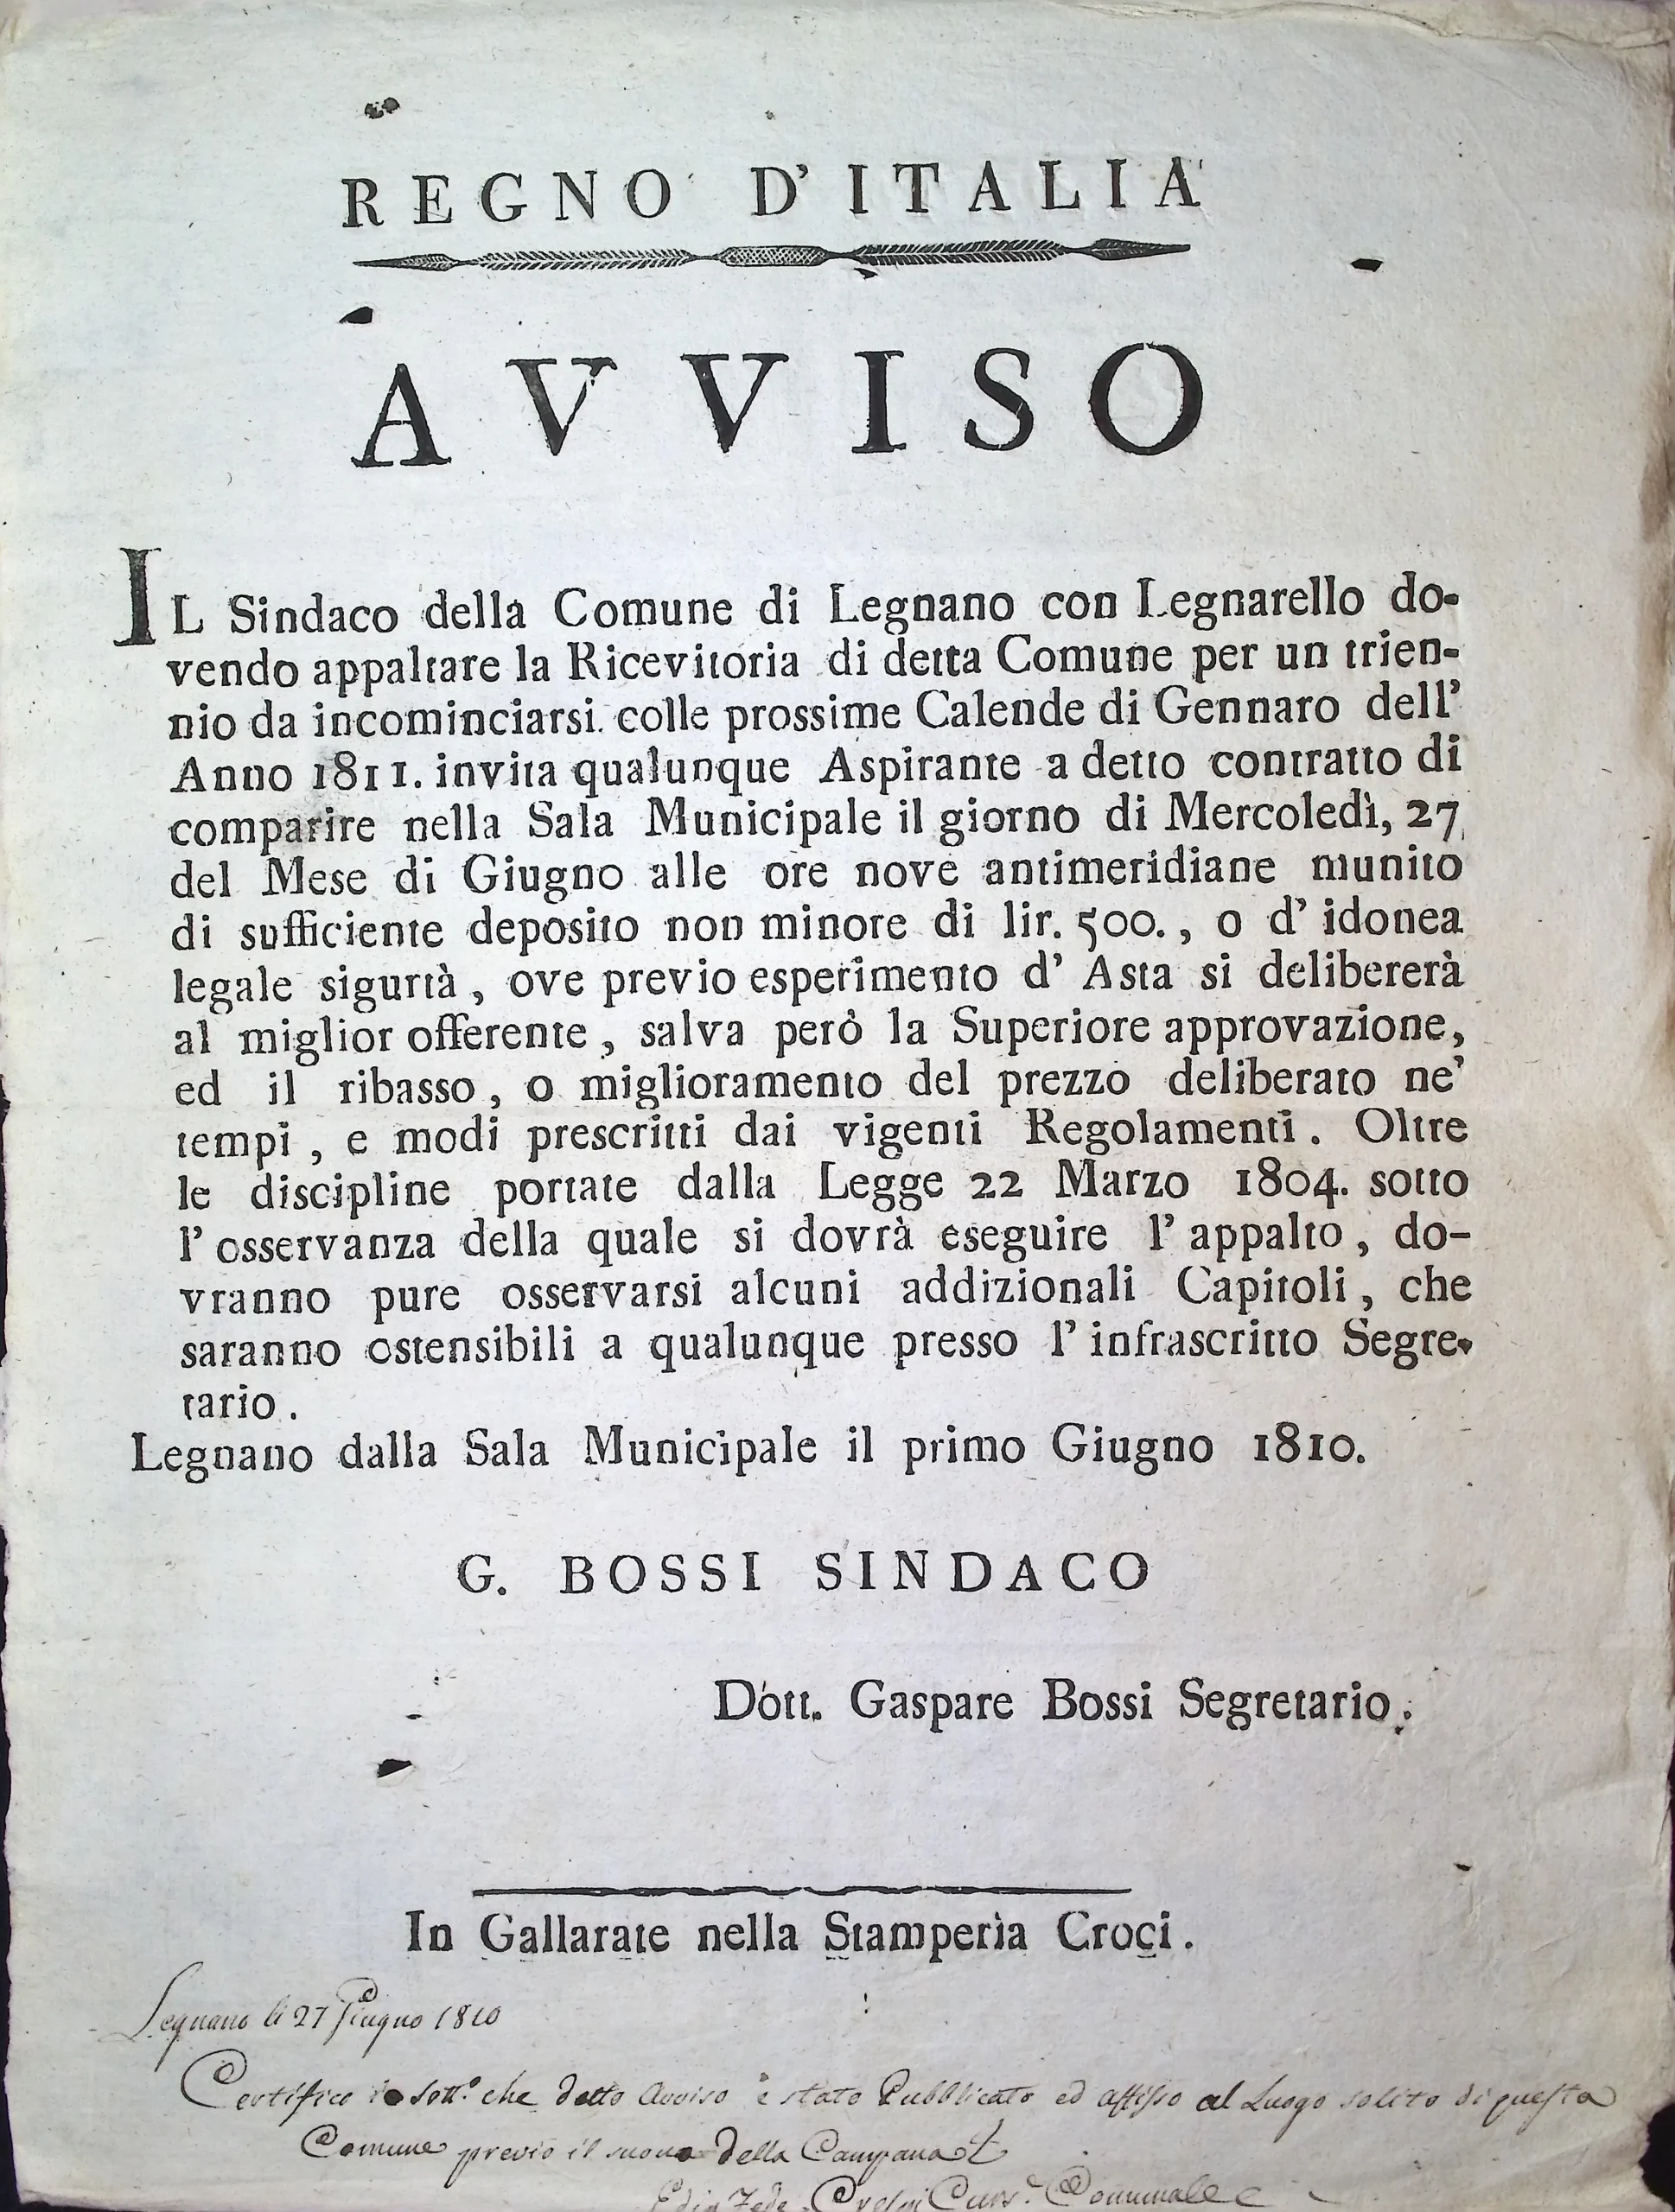 REGNO D'ITALIA
AVVISO
IL Sindaco della Comune di Legnano con Legnarello do-
vendo appaltare la Ricevitoria di detta Comune per un trien-
nio da incominciarsi colle prossime Calende di Gennaro dell'
Anno 1811. invita qualunque Aspirante a detto contratto di
comparire nella Sala Municipale il giorno di Mercoledì, 27
del Mese di Giugno alle ore nove antimeridiane munito
di sufficiente deposito non minore di lir. 500., o d' idonea
legale sigurtà, ove previo esperimento d' Asta si delibererà
al miglior offerente, salva però la Superiore approvazione,
ed il ribasso, o miglioramento del prezzo deliberato ne'
tempi, e modi prescritti dai vigenti Regolamenti. Oltre
le discipline portate dalla Legge 22 Marzo 1804. sotto
l' osservanza della quale si dovrà eseguire l' appalto, do-
vranno pure osservarsi alcuni addizionali Capitoli, che
saranno ostensibili a qualunque presso l' infrascritto Segre-
tario.
Legnano dalla Sala Municipale il primo Giugno 1810.
G. BOSSI SINDACO
Dott. Gaspare Bossi Segretario.
In Gallarate nella Stamperia Croci.
Legnano li 27 Giugno 1810
Certifico io sott.º che detto Avviso è stato Pubblicato ed affisso al Luogo solito di questa
Comune previo il suono della Campana
Ed in Fede Crespi Curs.e Comunale